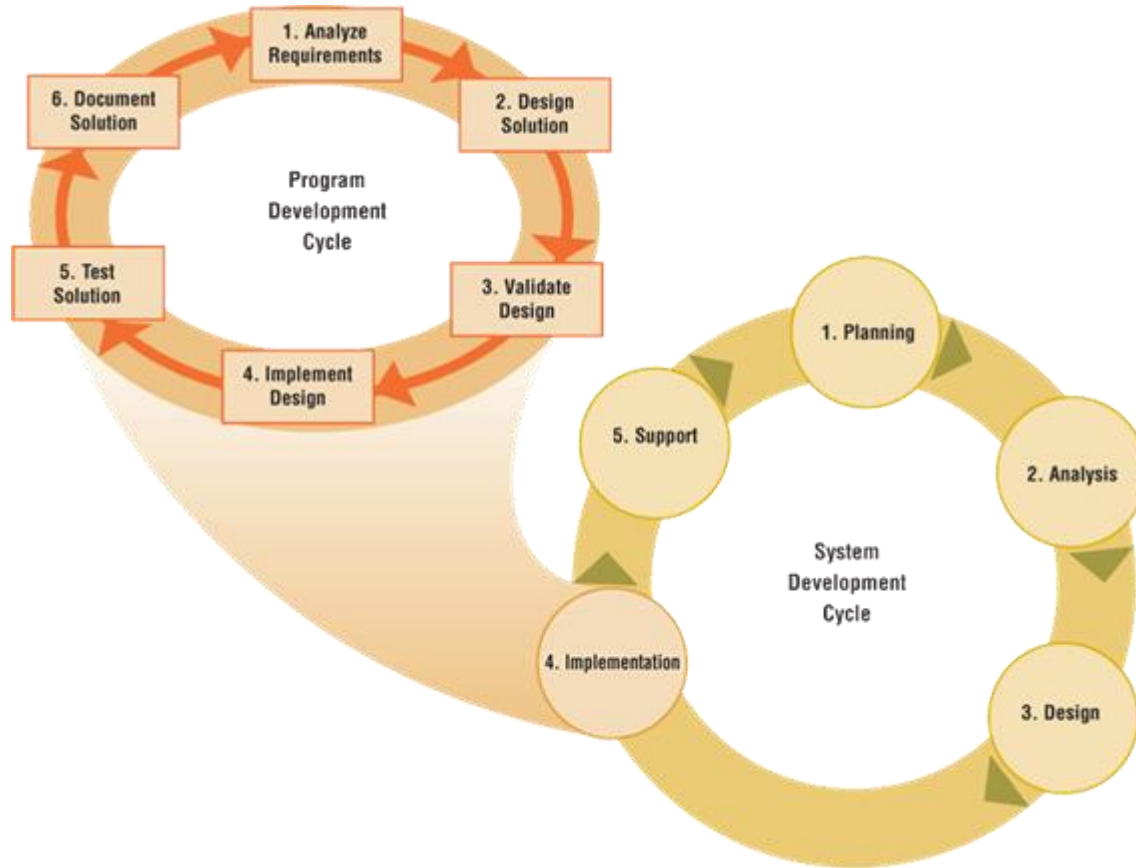 1. Analyze
Requirements
2. Design
Solution
3. Validate
Design
4. Implement
Design
5. Test
Solution
6. Document
Solution
Program
Development
Cycle
1. Planning
2. Analysis
3. Design
4. Implementation
5. Support
System
Development
Cycle